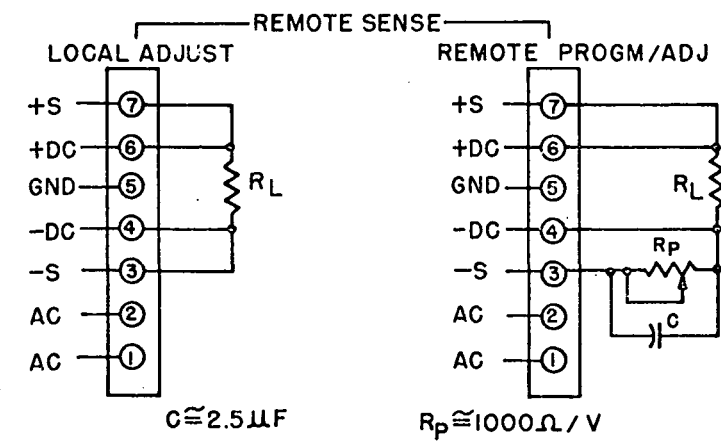 REMOTE SENSE
LOCAL ADJUST
+S 7
+DC 6
GND 5
-DC 4
-S 3
AC 2
AC 1
RL
C≅2.5µF
REMOTE PROGM/ADJ
+S 7
+DC 6
GND 5
-DC 4
-S 3
AC 2
AC 1
RL
RP
C
Rp≅1000Ω/V